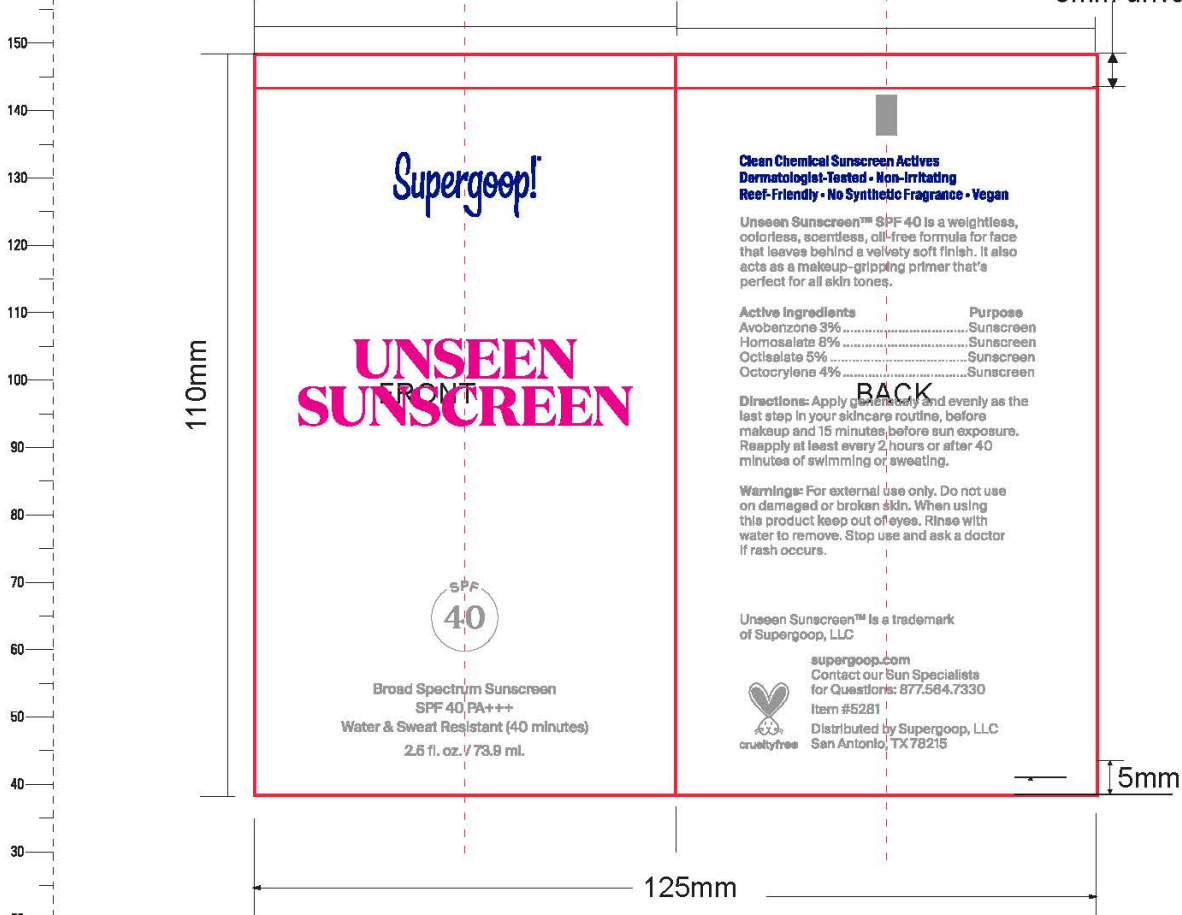 150
140
130
120
110
100
90
80
70
60
50
40
30
110mm
Supergoop!
UNSEEN
SUNSCREEN
FRONT
SPF
40
Broad Spectrum Sunscreen
SPF 40 PA+++
Water & Sweat Resistant (40 minutes)
2.5 fl. oz. / 73.9 ml.
Clean Chemical Sunscreen Actives
Dermatologist-Tested • Non-Irritating
Reef-Friendly • No Synthetic Fragrance • Vegan
Unseen Sunscreen™ SPF 40 is a weightless,
colorless, scentless, oil-free formula for face
that leaves behind a velvety soft finish. It also
acts as a makeup-gripping primer that's
perfect for all skin tones.
Active Ingredients Purpose
Avobenzone 3% Sunscreen
Homosalate 8% Sunscreen
Octisalate 5% Sunscreen
Octocrylene 4% Sunscreen
BACK
Directions: Apply generously and evenly as the
last step in your skincare routine, before
makeup and 15 minutes before sun exposure.
Reapply at least every 2 hours or after 40
minutes of swimming or sweating.
Warnings: For external use only. Do not use
on damaged or broken skin. When using
this product keep out of eyes. Rinse with
water to remove. Stop use and ask a doctor
if rash occurs.
Unseen Sunscreen™ is a trademark
of Supergoop, LLC
supergoop.com
Contact our Sun Specialists
for Questions: 877.564.7330
Item #5281
Distributed by Supergoop, LLC
San Antonio, TX 78215
crueltyfree
5mm
125mm